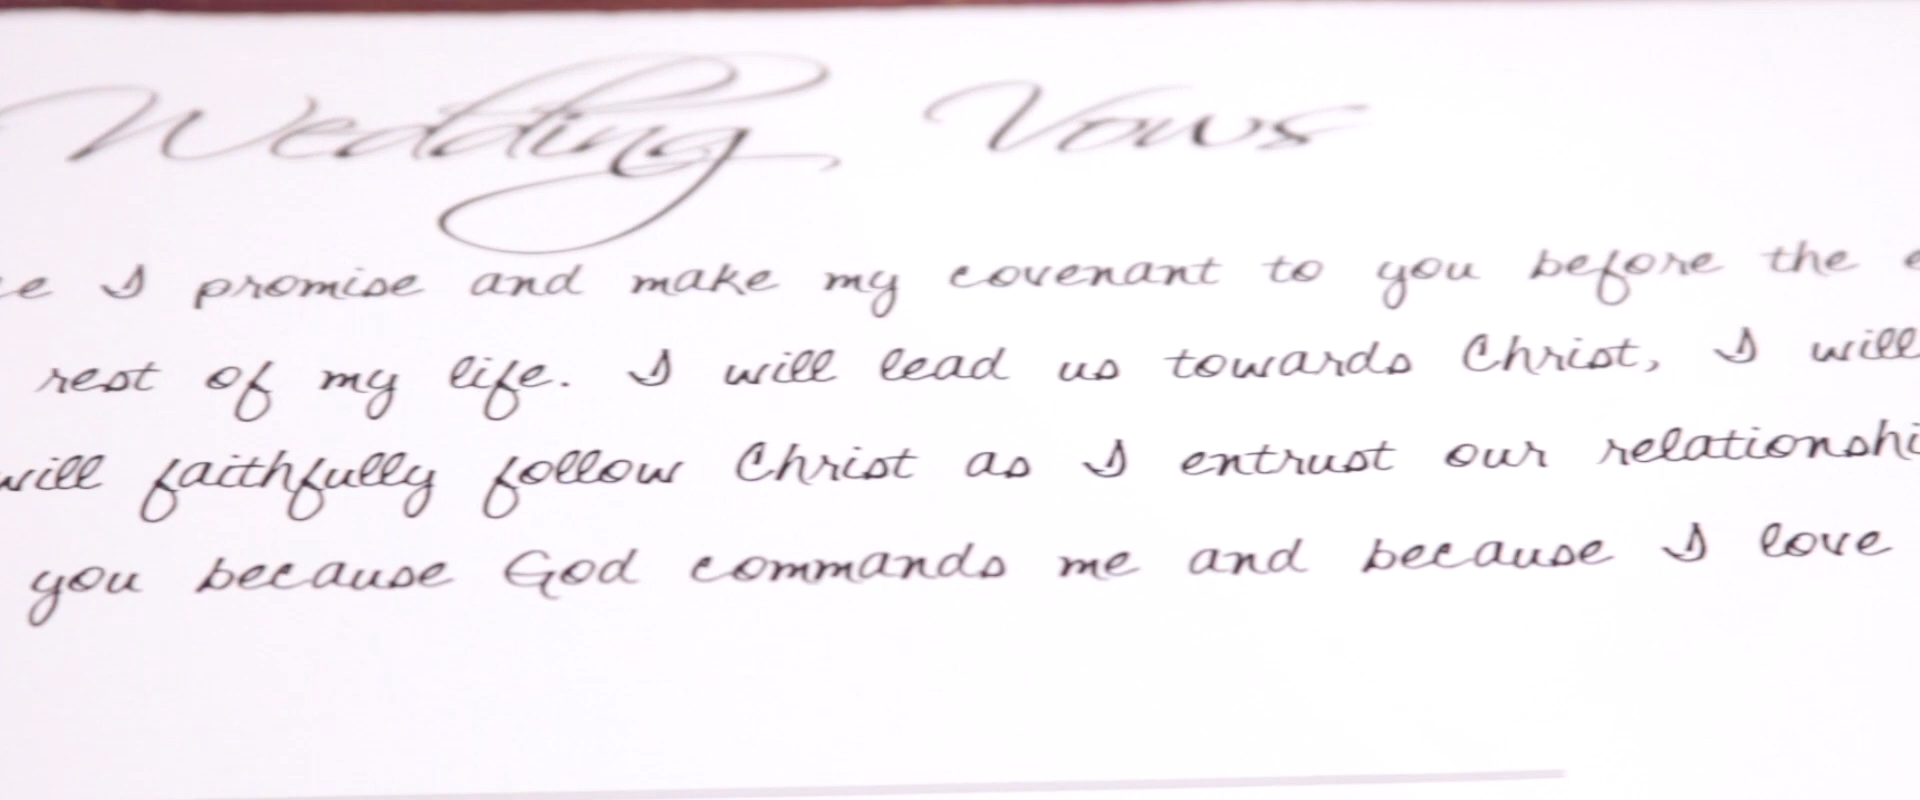 Wedding Vows
I promise and make my covenant to you before the
rest of my life. I will lead us towards Christ, I will
will faithfully follow Christ as I entrust our
you because God commands me and because I love